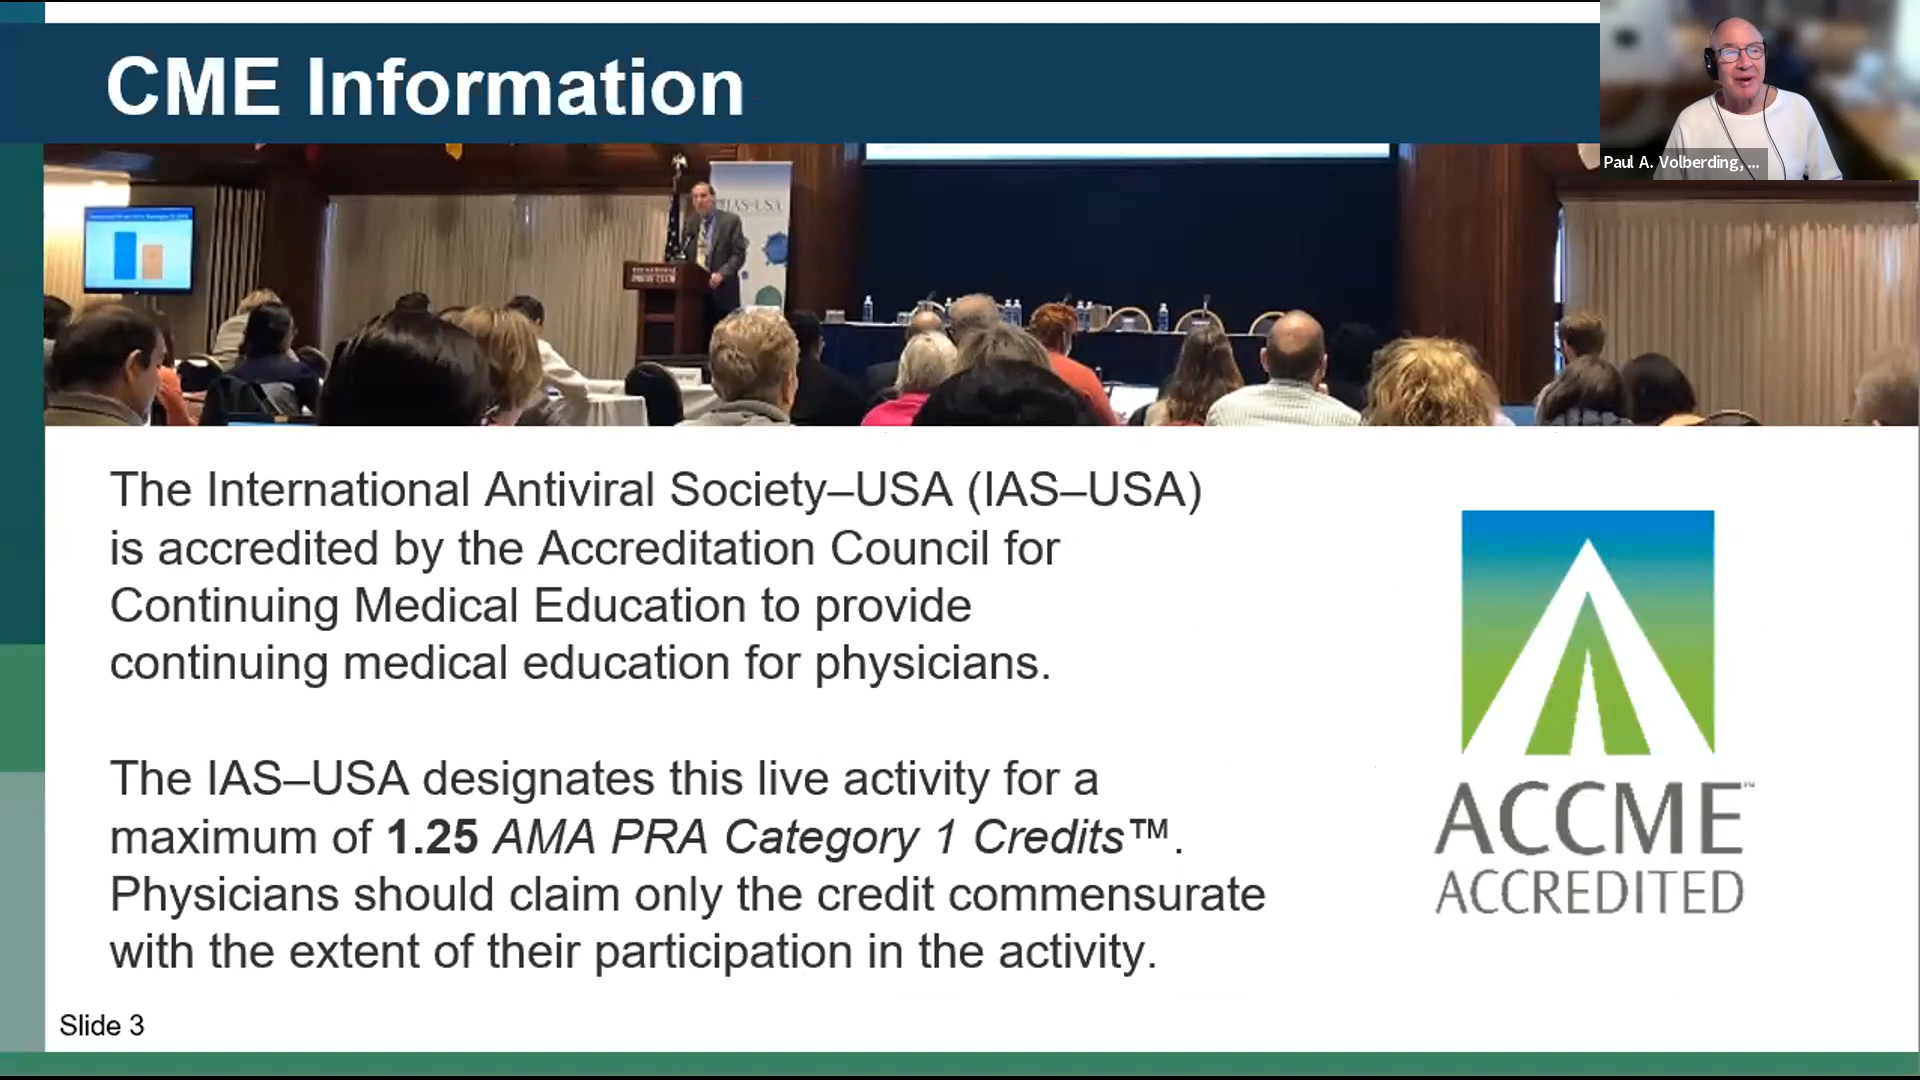 CME Information
Paul A. Volberding, ...
IAS-USA
The International Antiviral Society–USA (IAS–USA)
is accredited by the Accreditation Council for
Continuing Medical Education to provide
continuing medical education for physicians.
The IAS–USA designates this live activity for a
maximum of 1.25 AMA PRA Category 1 Credits™.
Physicians should claim only the credit commensurate
with the extent of their participation in the activity.
ACCME™
ACCREDITED
Slide 3